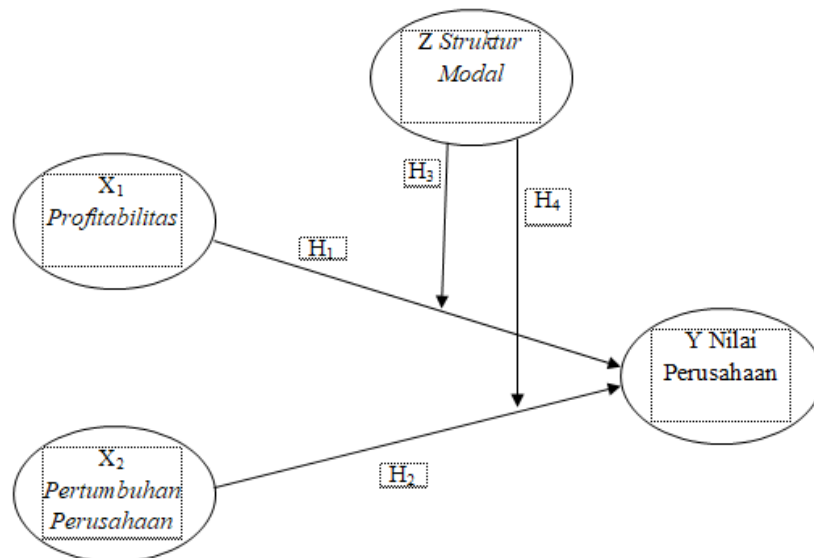 Z Struktur
Modal
H3
H4
X1
Profitabilitas
H1
Y Nilai
Perusahaan
X2
Pertumbuhan
Perusahaan
H2